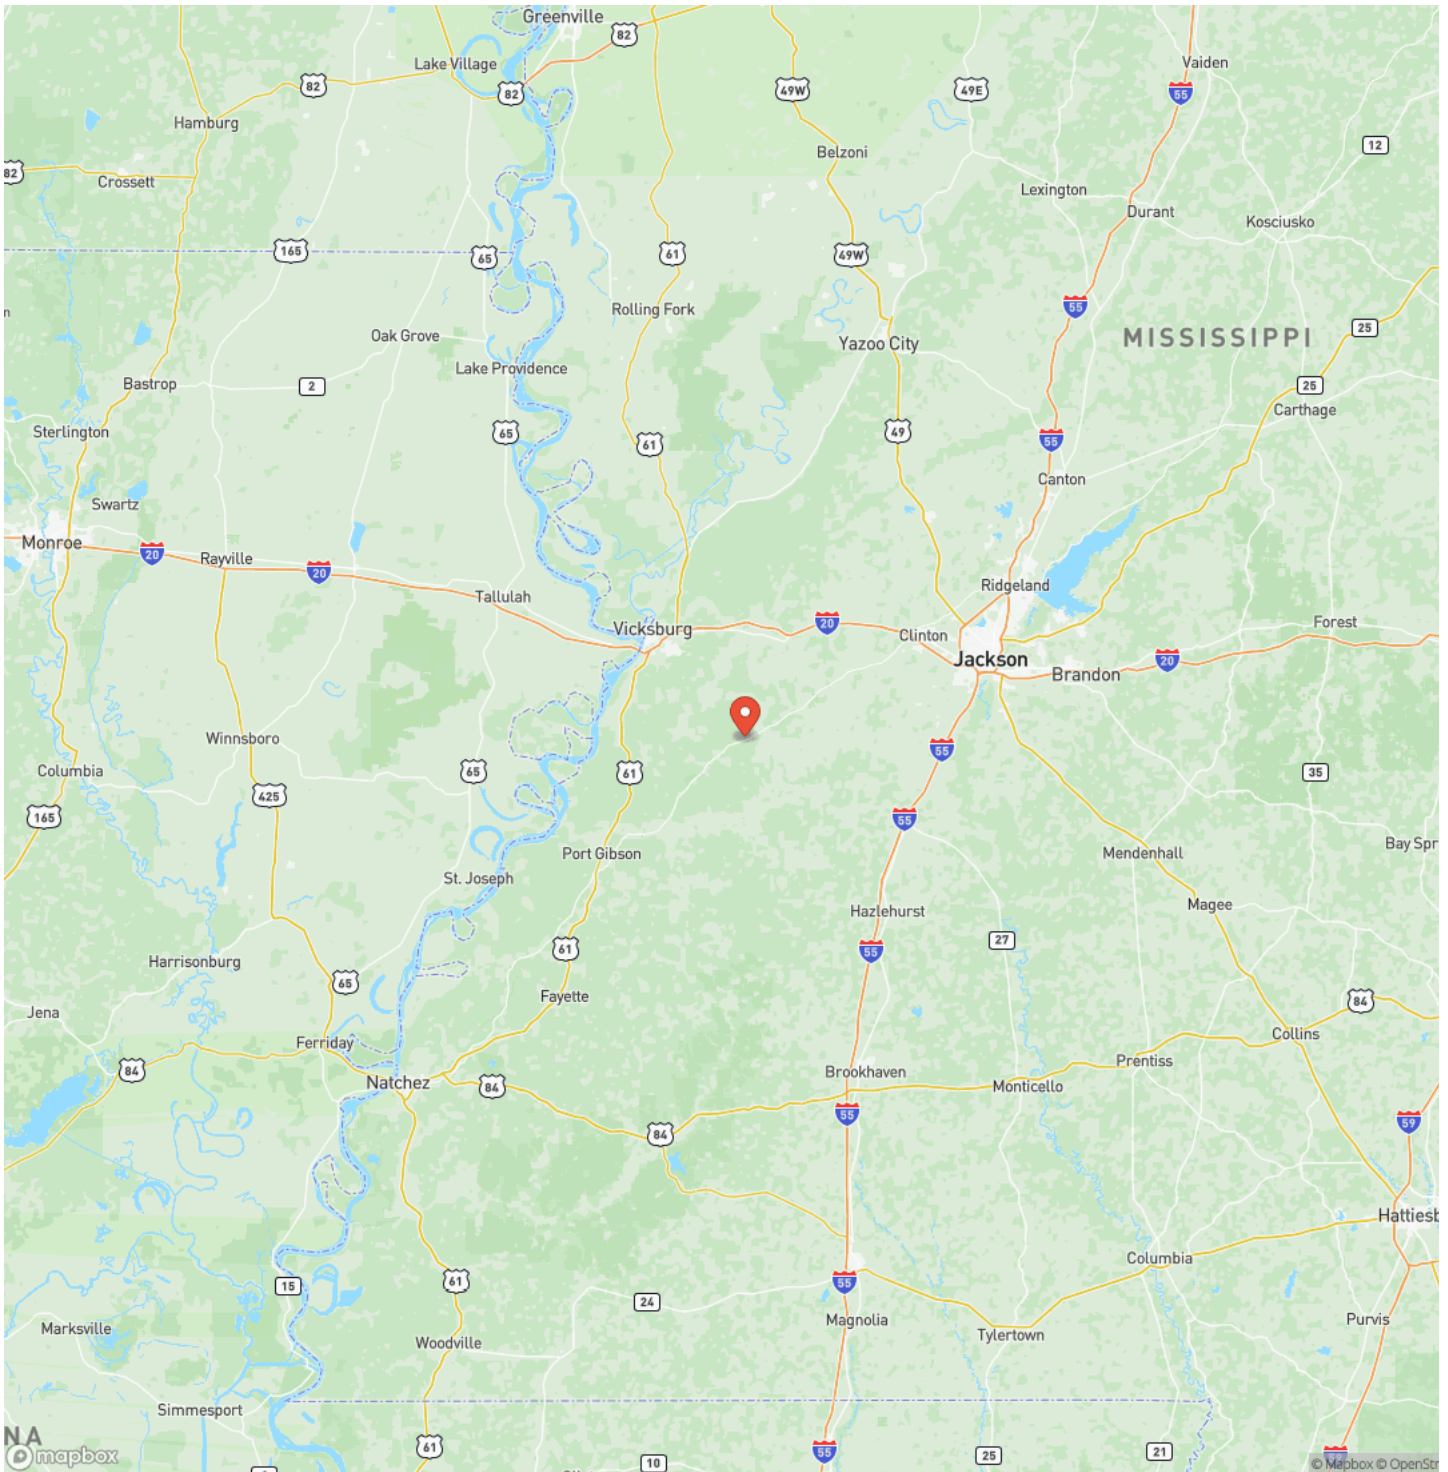 Greenville
82
Lake Village
Vaiden
82
82
49W
49E
55
Hamburg
12
Belzoni
82
Crossett
Lexington
Durant
Kosciusko
165
65
61
49W
Rolling Fork
55
25
MISSISSIPPI
Oak Grove
Yazoo City
Lake Providence
Bastrop
2
25
Carthage
Sterlington
65
61
49
55
Canton
Swartz
Monroe
20
Rayville
20
Ridgeland
Tallulah
Vicksburg
20
Clinton
Forest
Jackson
20
Brandon
Winnsboro
55
Columbia
65
61
35
425
165
55
Port Gibson
Mendenhall
Bay Spr
St. Joseph
Magee
Hazlehurst
61
55
27
Harrisonburg
65
Fayette
84
Jena
Collins
Ferriday
84
Prentiss
Natchez
84
Brookhaven
Monticello
55
59
84
Hattiesb
Columbia
15
61
55
24
Marksville
Magnolia
Purvis
Woodville
Tylertown
Simmesport
NA
61
55
25
21
mapbox
10
© Mapbox © OpenStr